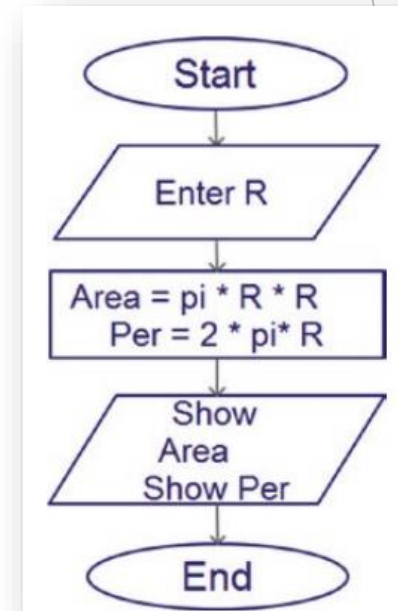 Start
Enter R
Area = pi * R * R
Per = 2 * pi* R
Show
Area
Show Per
End